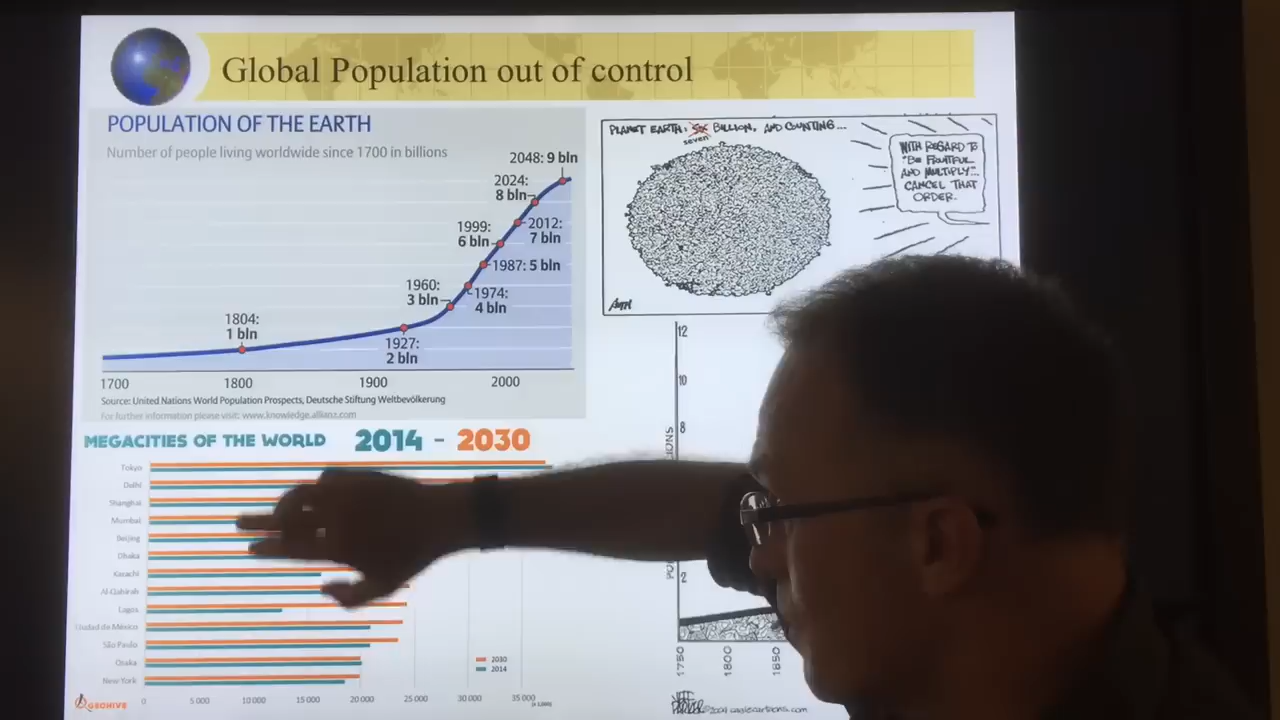 Global Population out of control
POPULATION OF THE EARTH
Number of people living worldwide since 1700 in billions
2048: 9 bln
2024:
8 bln
2012:
7 bln
1999:
6 bln
1987: 5 bln
1974:
4 bln
1960:
3 bln
1927:
2 bln
1804:
1 bln
1700 1800 1900 2000
Source: United Nations World Population Prospects, Deutsche Stiftung Weltbevölkerung
For further information please visit: www.knowledge.allianz.com
PLANET EARTH: SIX BILLION, AND COUNTING...
seven
WITH REGARD TO
"BE FRUITFUL
AND MULTIPLY"...
CANCEL THAT
ORDER.
MEGACITIES OF THE WORLD 2014 - 2030
Tokyo
Delhi
Shanghai
Mumbai
Beijing
Dhaka
Karachi
Al-Qahirah
Lagos
Ciudad de México
São Paulo
Osaka
New York
2030
2014
0 5 000 10 000 15 000 20 000 25 000 30 000 35 000
GEOHIVE
12
10
8
2
1750 1800 1850
©2004 caglecartoons.com